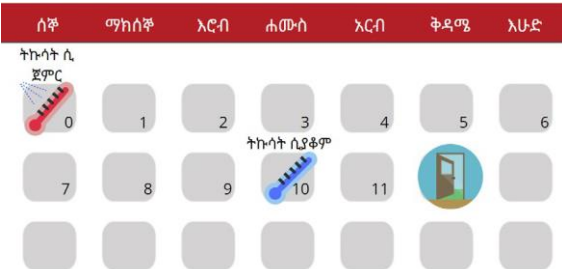 ሰኞ ማክሰኞ እሮብ ሐሙስ አርብ ቅዳሜ እሁድ
ትኩሳት ሲ
ጀምር
0 1 2 3 4 5 6
ትኩሳት ሲያቆም
7 8 9 10 11